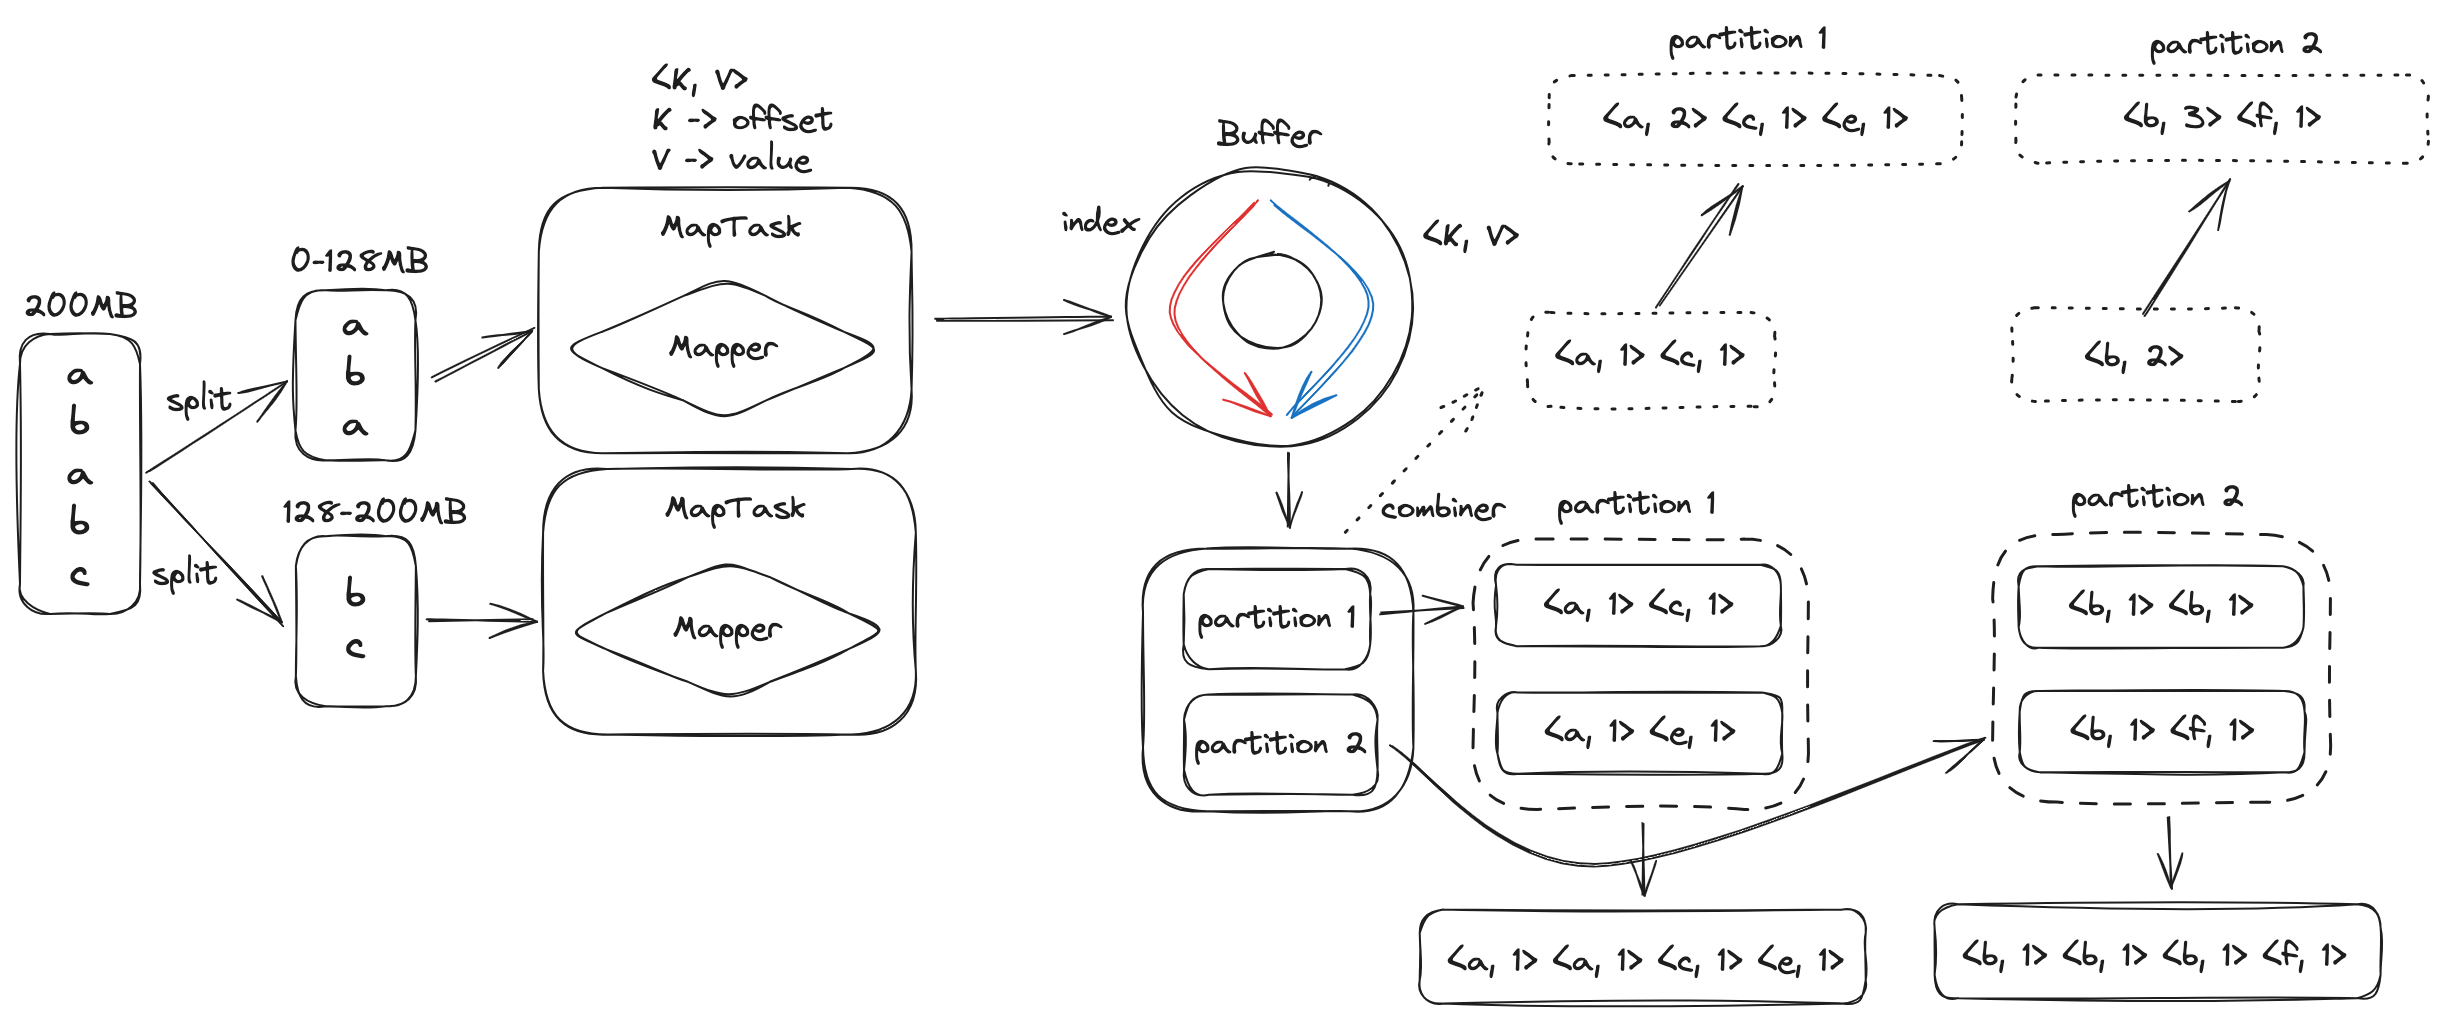 200MB
a
b
a
b
c
split
split
0-128MB
a
b
a
128-200MB
b
c
<K, V>
K -> offset
V -> value
MapTask
Mapper
MapTask
Mapper
Buffer
index
<K, V>
partition 1
partition 2
combiner
partition 1
<a, 2> <c, 1> <e, 1>
partition 2
<b, 3> <f, 1>
<a, 1> <c, 1>
<b, 2>
partition 1
<a, 1> <c, 1>
<a, 1> <e, 1>
partition 2
<b, 1> <b, 1>
<b, 1> <f, 1>
<a, 1> <a, 1> <c, 1> <e, 1>
<b, 1> <b, 1> <b, 1> <f, 1>